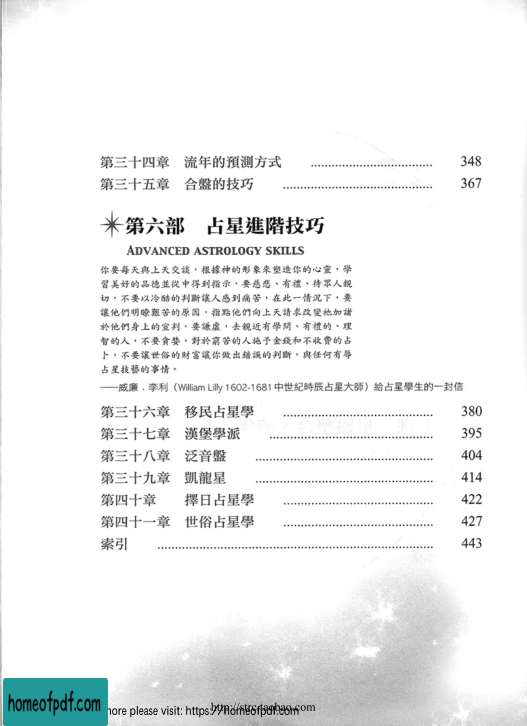 第三十四章 流年的預測方式 ................................... 348
第三十五章 合盤的技巧 ........................................... 367
第六部 占星進階技巧
ADVANCED ASTROLOGY SKILLS
你要每天與上天交談，根據神的形象來塑造你的心靈，學
習美好的品德並從中得到指示，要慈悲、有禮、待眾人親
切，不要以冷酷的判斷讓人感到痛苦，在此一情況下，要
讓他們明瞭艱苦的原因，指點他們向上天請求改變祂加諸
於他們身上的宣判，要謙虛，去親近有學問、有禮的、理
智的人，不要貪婪，對於窮苦的人施予金錢和不收費的占
卜，不要讓世俗的財富讓你做出錯誤的判斷，與任何有辱
占星技藝的事情。
——威廉．李利（William Lilly 1602-1681 中世紀時辰占星大師）給占星學生的一封信
第三十六章 移民占星學 ........................................... 380
第三十七章 漢堡學派 ............................................... 395
第三十八章 泛音盤 ................................................... 404
第三十九章 凱龍星 ................................................... 414
第四十章 擇日占星學 ........................................... 422
第四十一章 世俗占星學 ........................................... 427
索引 ............................................................................... 443
homeofpdf.com
more please visit: https://homeofpdf.com